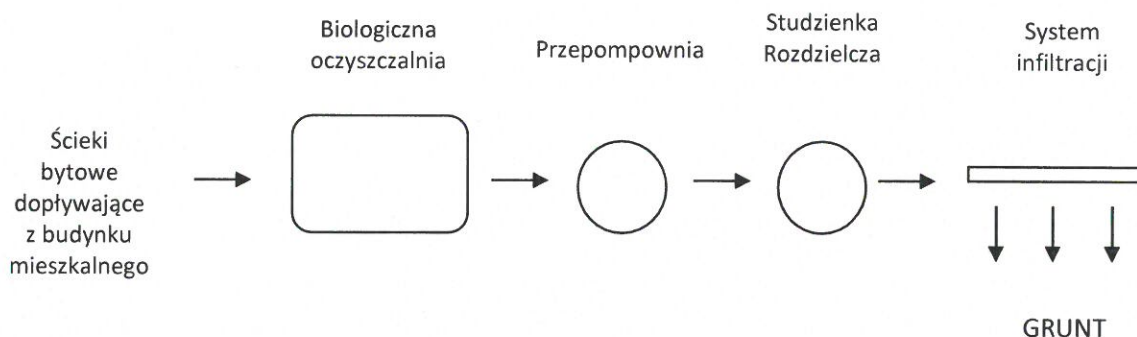 Biologiczna
oczyszczalnia
Przepompownia
Studzienka
Rozdzielcza
System
infiltracji
Ścieki
bytowe
dopływające
z budynku
mieszkalnego
GRUNT